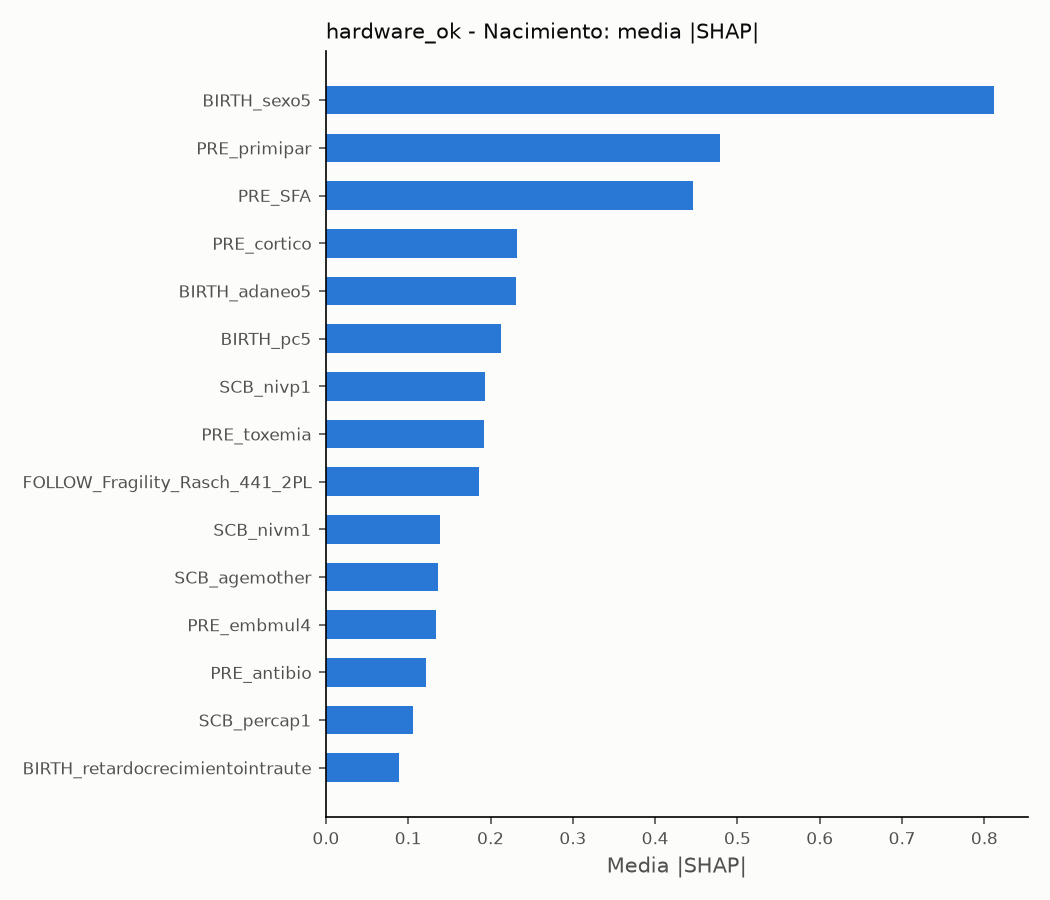 hardware_ok - Nacimiento: media |SHAP|
BIRTH_sexo5
PRE_primipar
PRE_SFA
PRE_cortico
BIRTH_adaneo5
BIRTH_pc5
SCB_nivp1
PRE_toxemia
FOLLOW_Fragility_Rasch_441_2PL
SCB_nivm1
SCB_agemother
PRE_embmul4
PRE_antibio
SCB_percap1
BIRTH_retardocrecimientointraute
0.0 0.1 0.2 0.3 0.4 0.5 0.6 0.7 0.8
Media |SHAP|